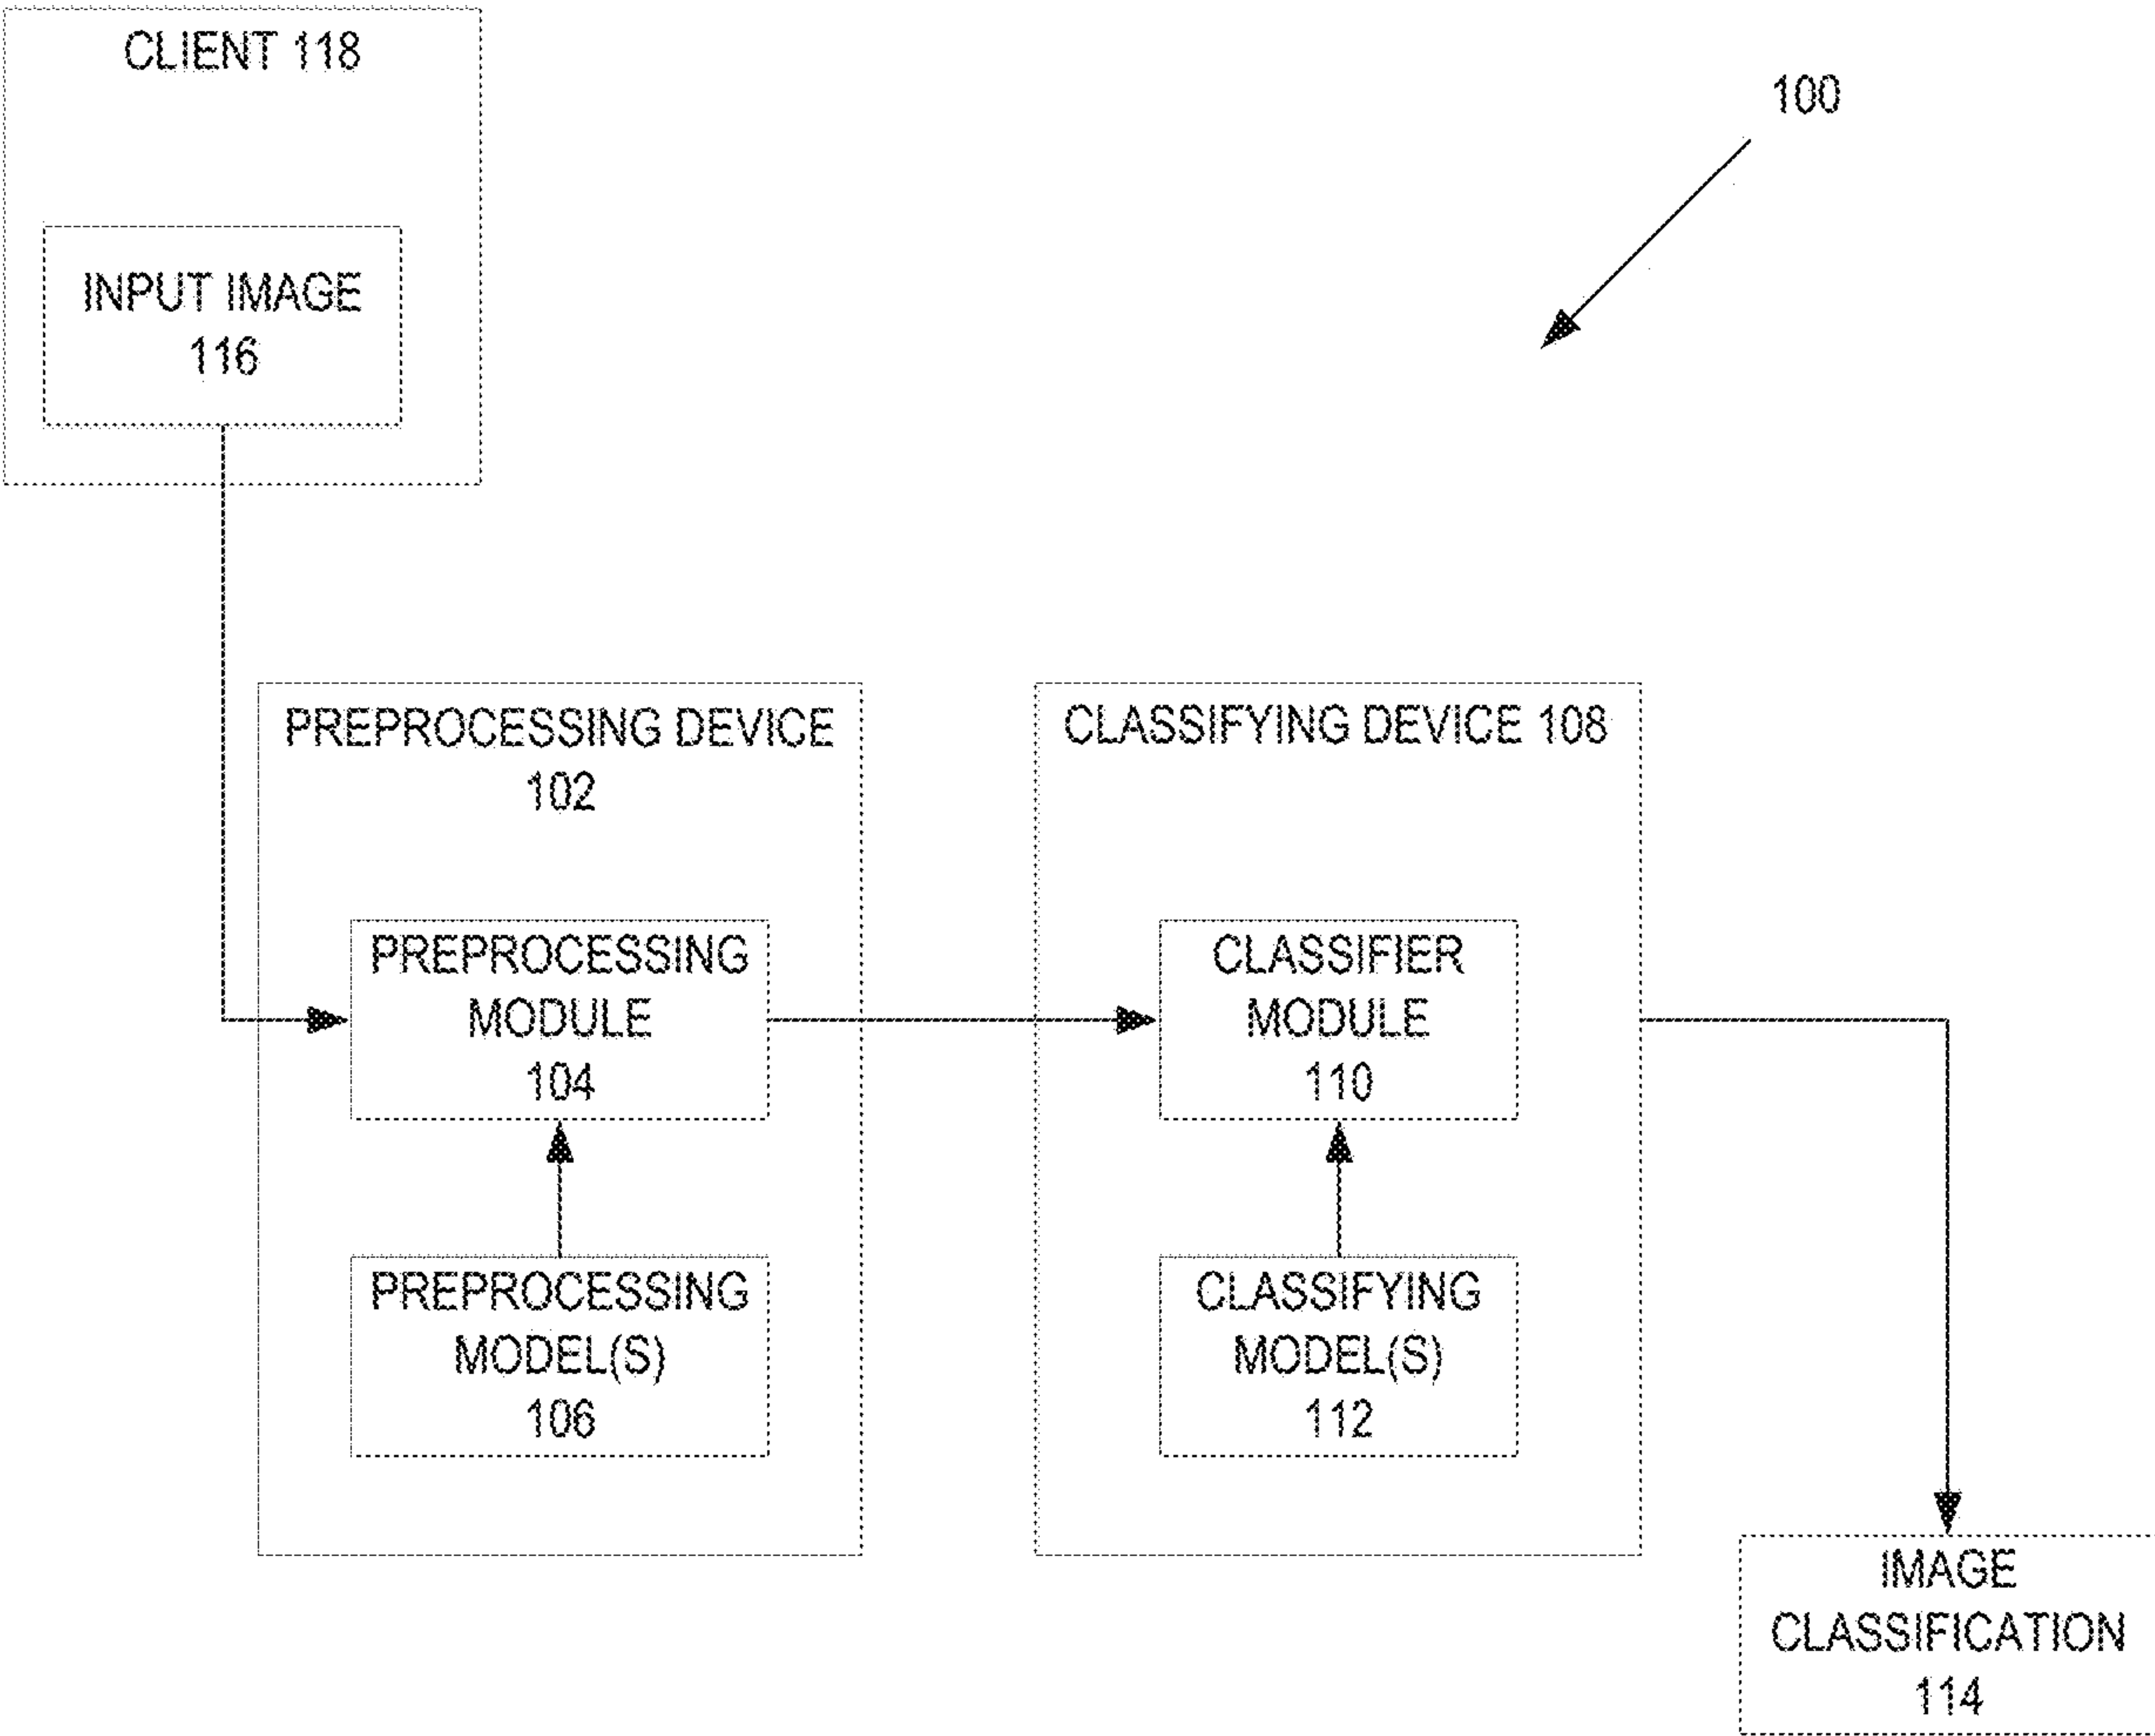 CLIENT 118
100
INPUT IMAGE
116
PREPROCESSING DEVICE
102
CLASSIFYING DEVICE 108
PREPROCESSING
MODULE
104
CLASSIFIER
MODULE
110
PREPROCESSING
MODEL(S)
106
CLASSIFYING
MODEL(S)
112
IMAGE
CLASSIFICATION
114